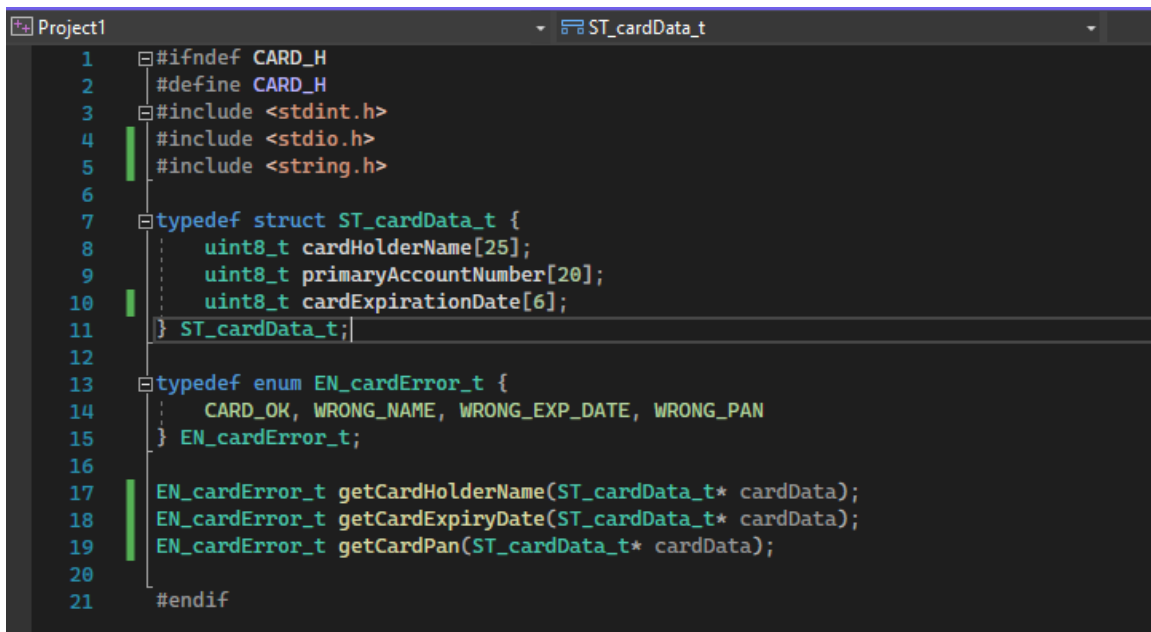 Project1 ST_cardData_t
1 #ifndef CARD_H
2 #define CARD_H
3 #include <stdint.h>
4 #include <stdio.h>
5 #include <string.h>
6
7 typedef struct ST_cardData_t {
8 uint8_t cardHolderName[25];
9 uint8_t primaryAccountNumber[20];
10 uint8_t cardExpirationDate[6];
11 } ST_cardData_t;
12
13 typedef enum EN_cardError_t {
14 CARD_OK, WRONG_NAME, WRONG_EXP_DATE, WRONG_PAN
15 } EN_cardError_t;
16
17 EN_cardError_t getCardHolderName(ST_cardData_t* cardData);
18 EN_cardError_t getCardExpiryDate(ST_cardData_t* cardData);
19 EN_cardError_t getCardPan(ST_cardData_t* cardData);
20
21 #endif